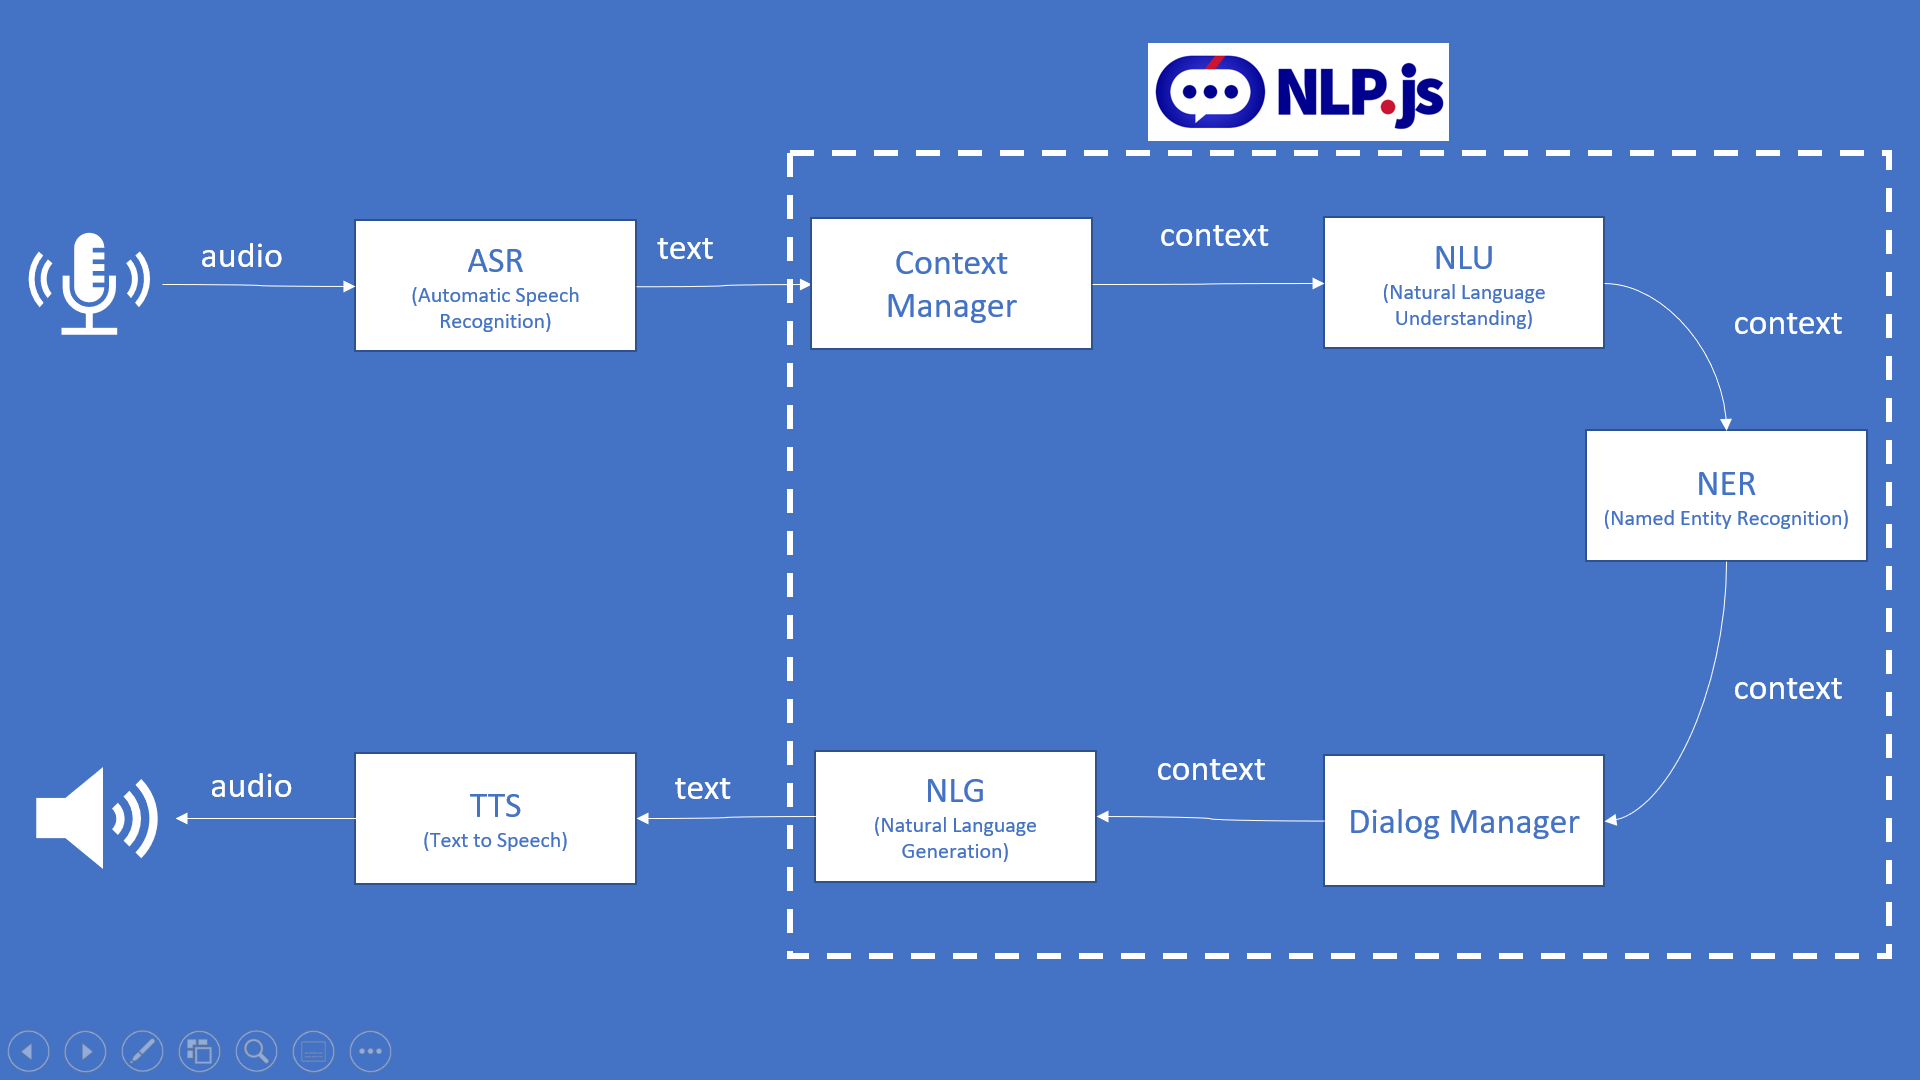 NLP.js
audio
ASR
(Automatic Speech
Recognition)
text
Context
Manager
context
NLU
(Natural Language
Understanding)
context
NER
(Named Entity Recognition)
context
Dialog Manager
context
NLG
(Natural Language
Generation)
text
TTS
(Text to Speech)
audio